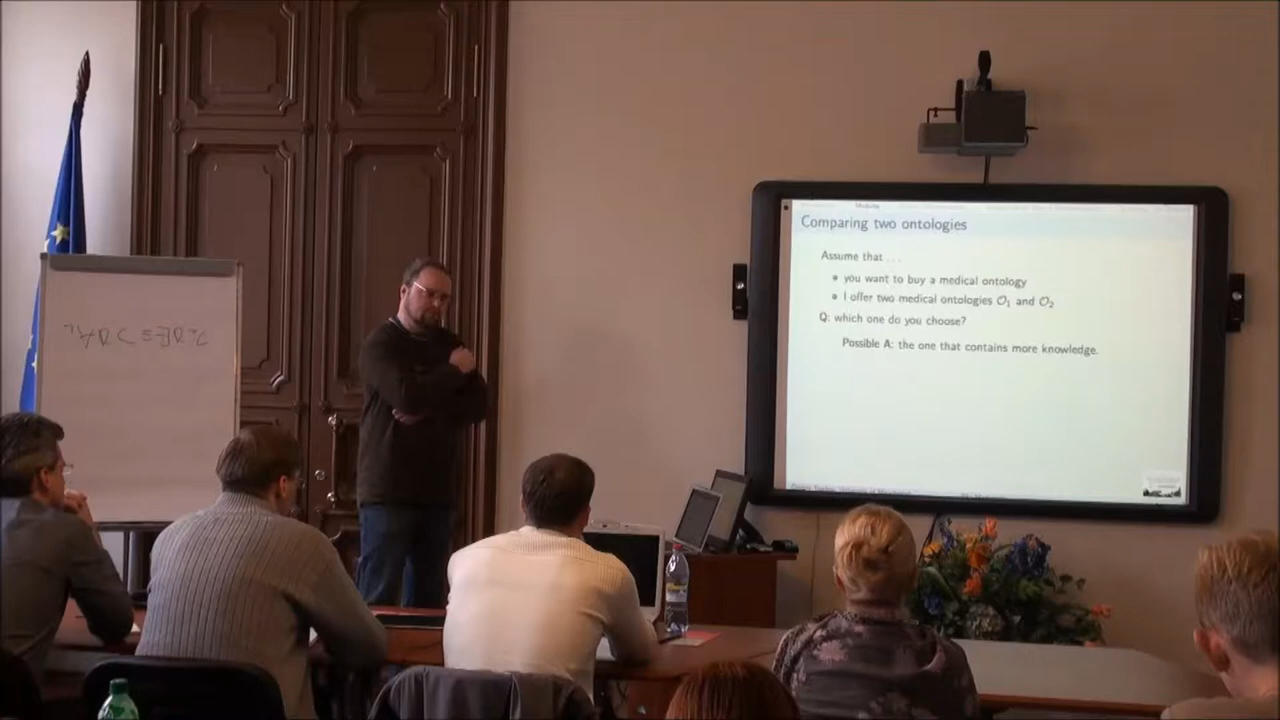 ¬∀R.C ≡ ∃R.¬C
Comparing two ontologies
Assume that . . .
you want to buy a medical ontology
I offer two medical ontologies O1 and O2
Q: which one do you choose?
Possible A: the one that contains more knowledge.